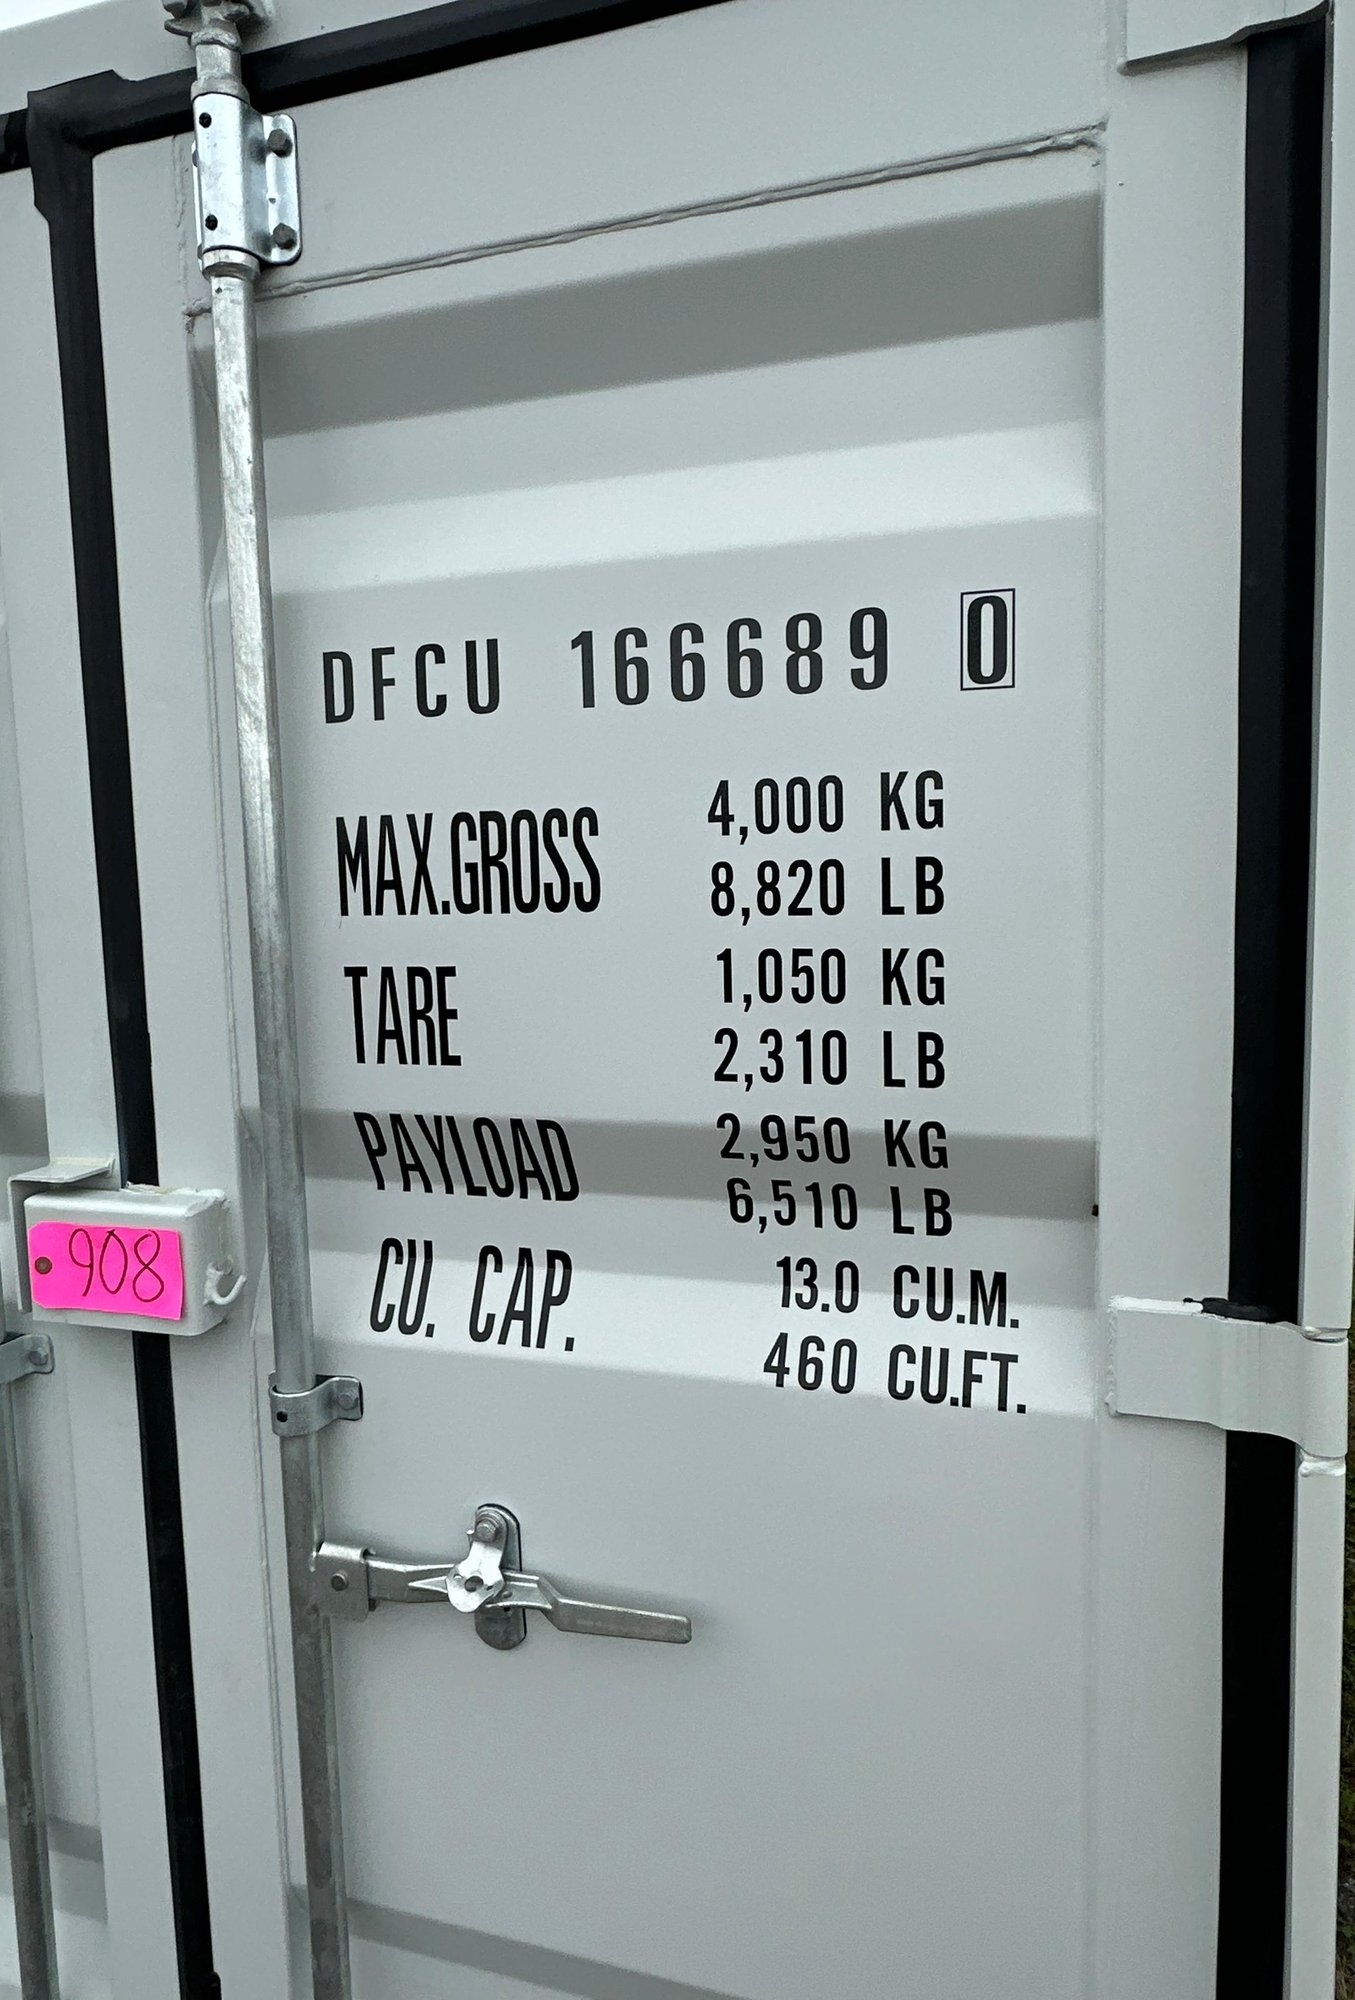 DFCU 166689 0
MAX.GROSS 4,000 KG
8,820 LB
TARE 1,050 KG
2,310 LB
PAYLOAD 2,950 KG
6,510 LB
CU. CAP. 13.0 CU.M.
460 CU.FT.
908